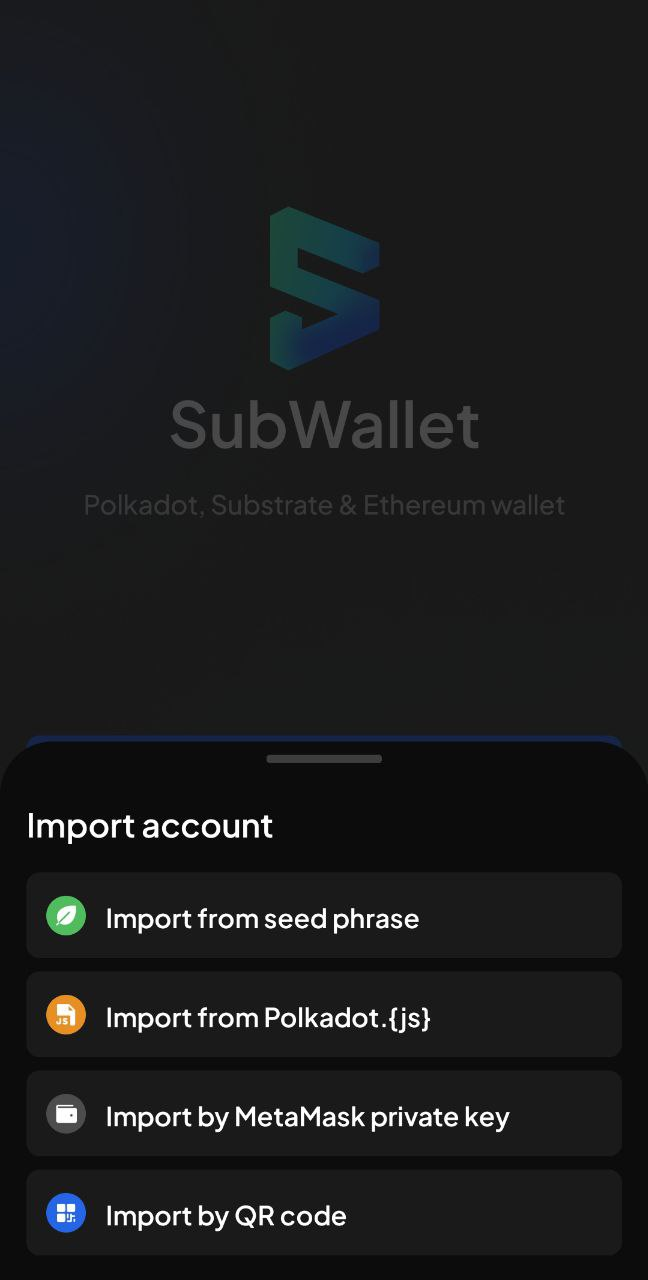 SubWallet
Polkadot, Substrate & Ethereum wallet
Import account
Import from seed phrase
JS
Import from Polkadot.{js}
Import by MetaMask private key
Import by QR code